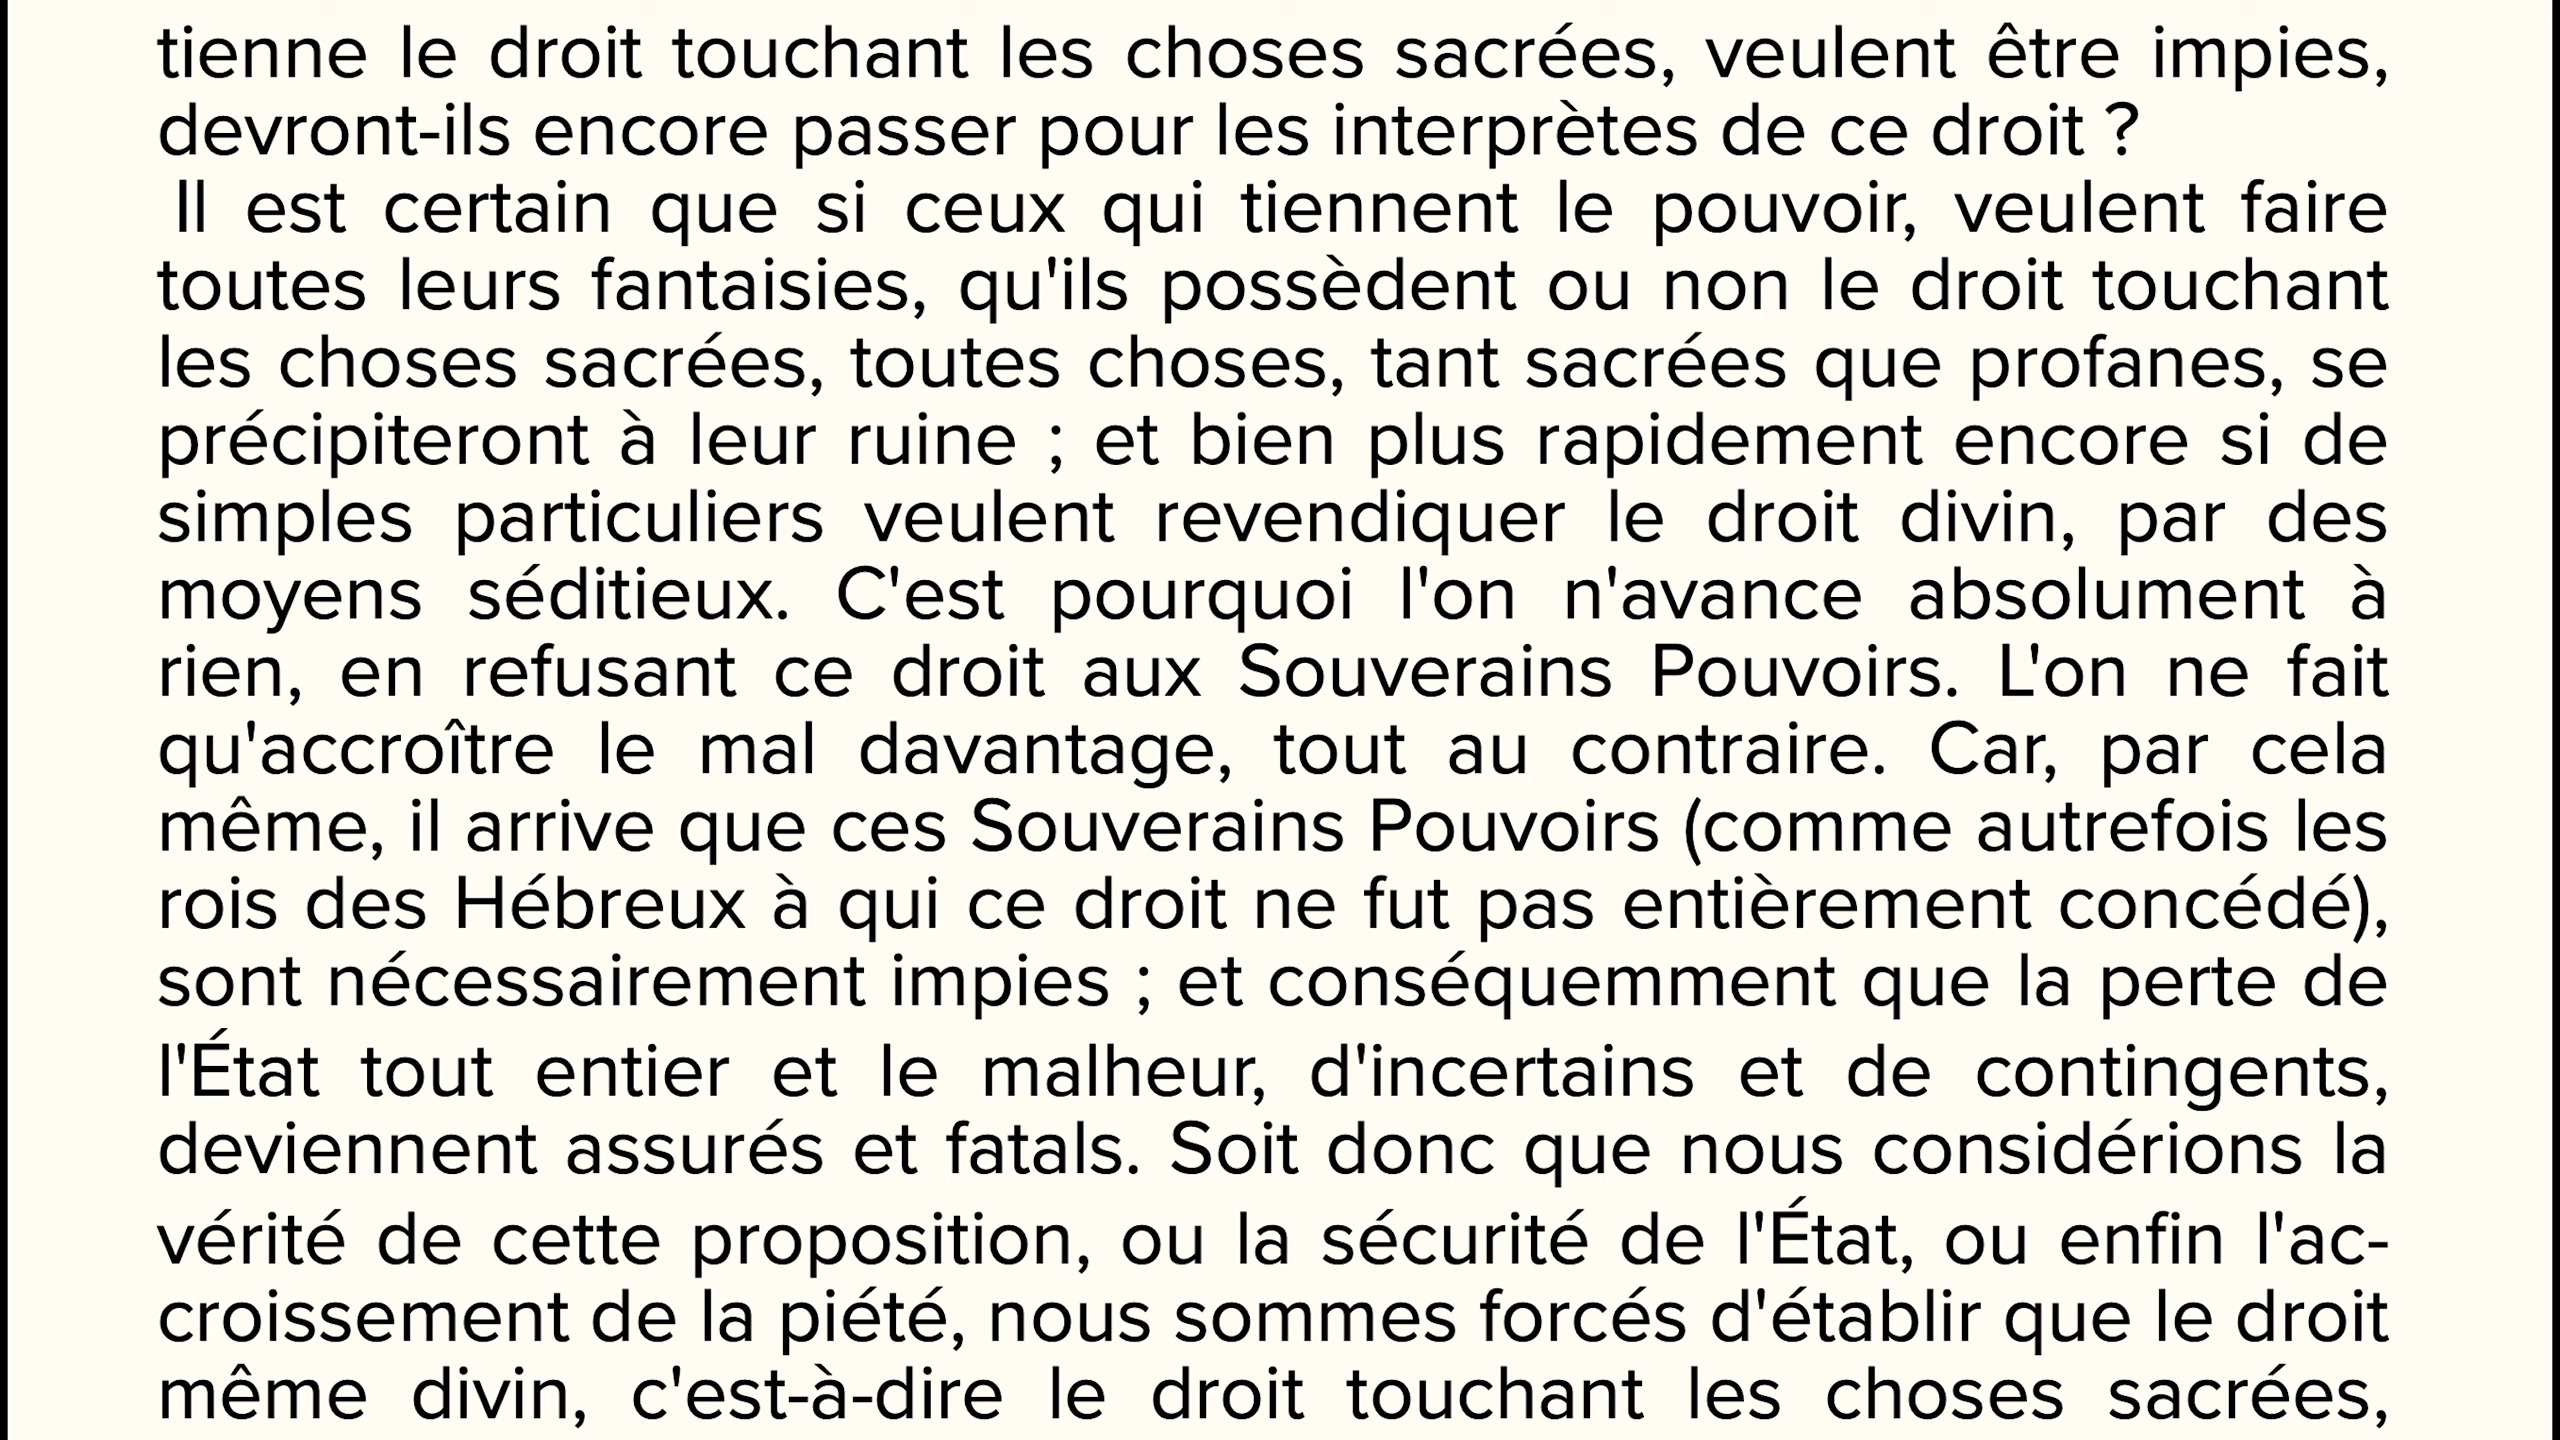 tienne le droit touchant les choses sacrées, veulent être impies,
devront-ils encore passer pour les interprètes de ce droit ?
Il est certain que si ceux qui tiennent le pouvoir, veulent faire
toutes leurs fantaisies, qu'ils possèdent ou non le droit touchant
les choses sacrées, toutes choses, tant sacrées que profanes, se
précipiteront à leur ruine ; et bien plus rapidement encore si de
simples particuliers veulent revendiquer le droit divin, par des
moyens séditieux. C'est pourquoi l'on n'avance absolument à
rien, en refusant ce droit aux Souverains Pouvoirs. L'on ne fait
qu'accroître le mal davantage, tout au contraire. Car, par cela
même, il arrive que ces Souverains Pouvoirs (comme autrefois les
rois des Hébreux à qui ce droit ne fut pas entièrement concédé),
sont nécessairement impies ; et conséquemment que la perte de
l'État tout entier et le malheur, d'incertains et de contingents,
deviennent assurés et fatals. Soit donc que nous considérions la
vérité de cette proposition, ou la sécurité de l'État, ou enfin l'ac-
croissement de la piété, nous sommes forcés d'établir que le droit
même divin, c'est-à-dire le droit touchant les choses sacrées,